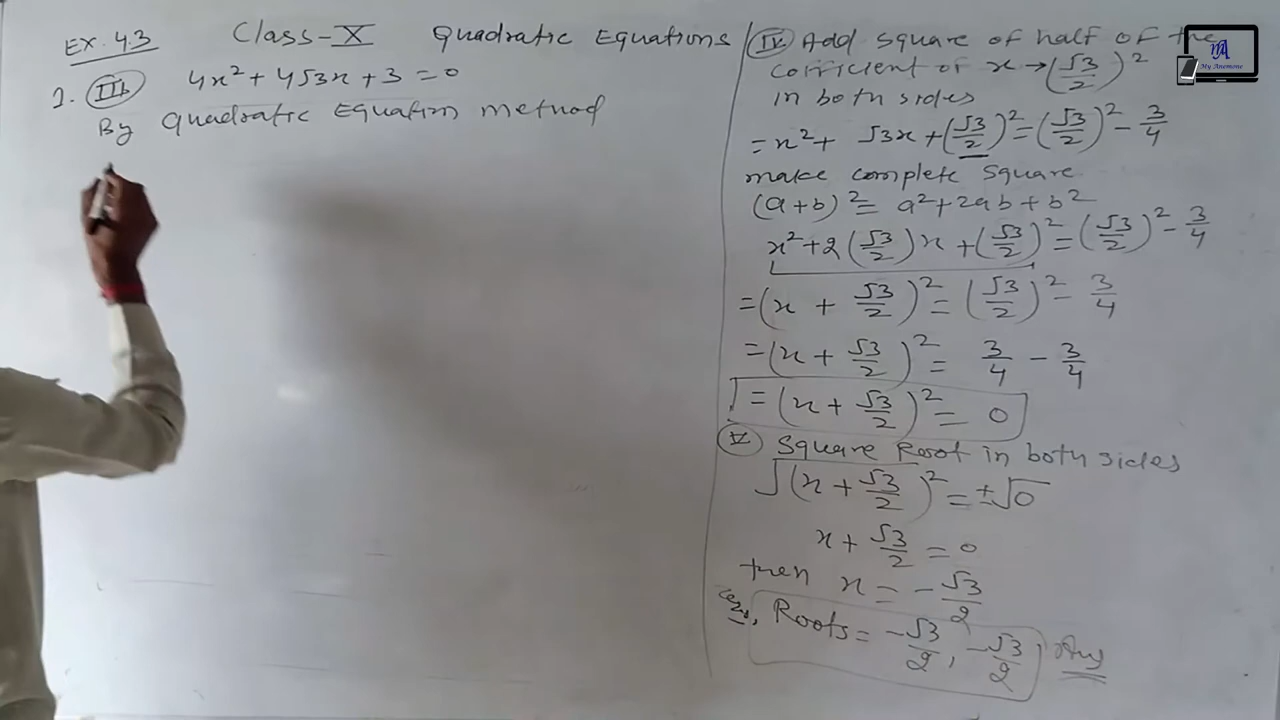 Ex. 4.3 Class-X Quadratic Equations
1. (III) 4x² + 4√3x + 3 = 0
By Quadratic Equation method
(IV) Add square of half of the
cofficient of x → (√3/2)²
in both sides
= x² + √3x + (√3/2)² = (√3/2)² - 3/4
make complete square
(a+b)² = a² + 2ab + b²
x² + 2(√3/2)x + (√3/2)² = (√3/2)² - 3/4
= (x + √3/2)² = (√3/2)² - 3/4
= (x + √3/2)² = 3/4 - 3/4
= (x + √3/2)² = 0
(V) Square Root in both sides
√(x + √3/2)² = ±√0
x + √3/2 = 0
then x = -√3/2
Roots = -√3/2, -√3/2 Ans
MA
My Anemone